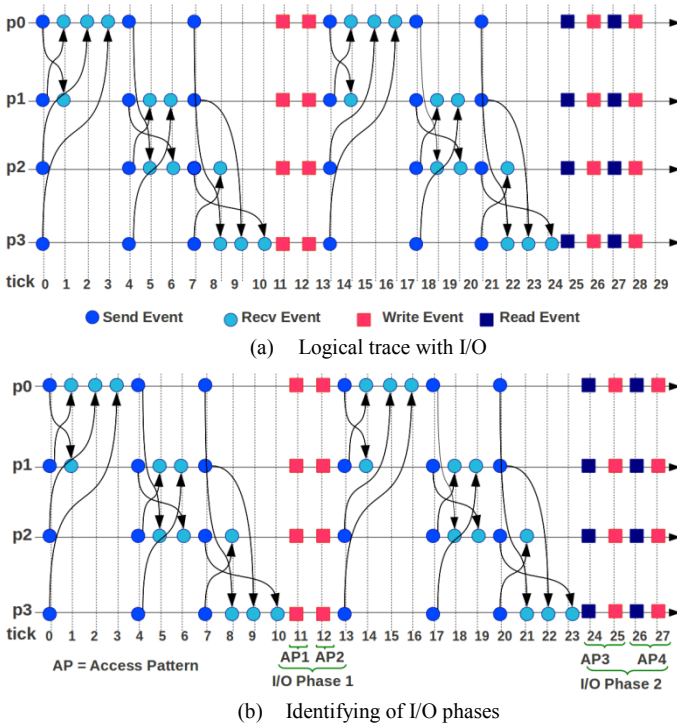 p0
p1
p2
p3
tick 0 1 2 3 4 5 6 7 8 9 10 11 12 13 14 15 16 17 18 19 20 21 22 23 24 25 26 27 28 29
Send Event Recv Event Write Event Read Event
(a) Logical trace with I/O
p0
p1
p2
p3
tick 0 1 2 3 4 5 6 7 8 9 10 11 12 13 14 15 16 17 18 19 20 21 22 23 24 25 26 27
AP = Access Pattern AP1 AP2 AP3 AP4
I/O Phase 1 I/O Phase 2
(b) Identifying of I/O phases